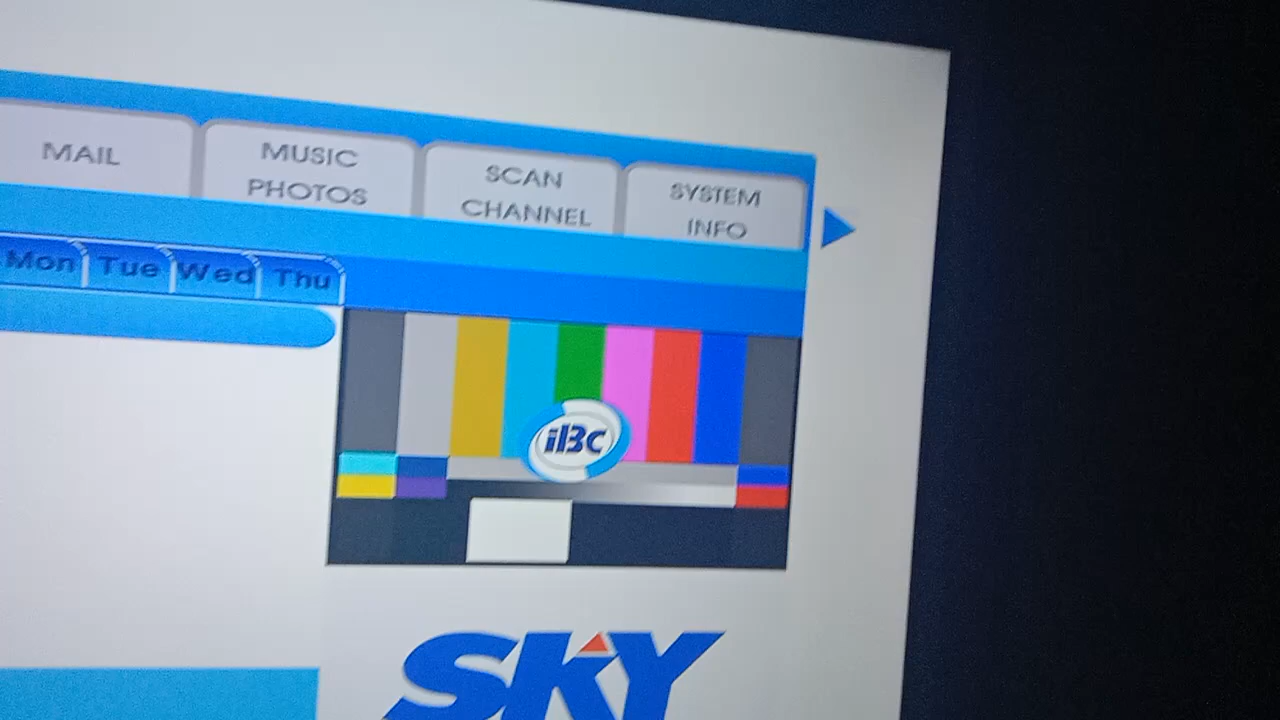 MAIL
MUSIC
PHOTOS
SCAN
CHANNEL
SYSTEM
INFO
Mon
Tue
Wed
Thu
iBC
SKY